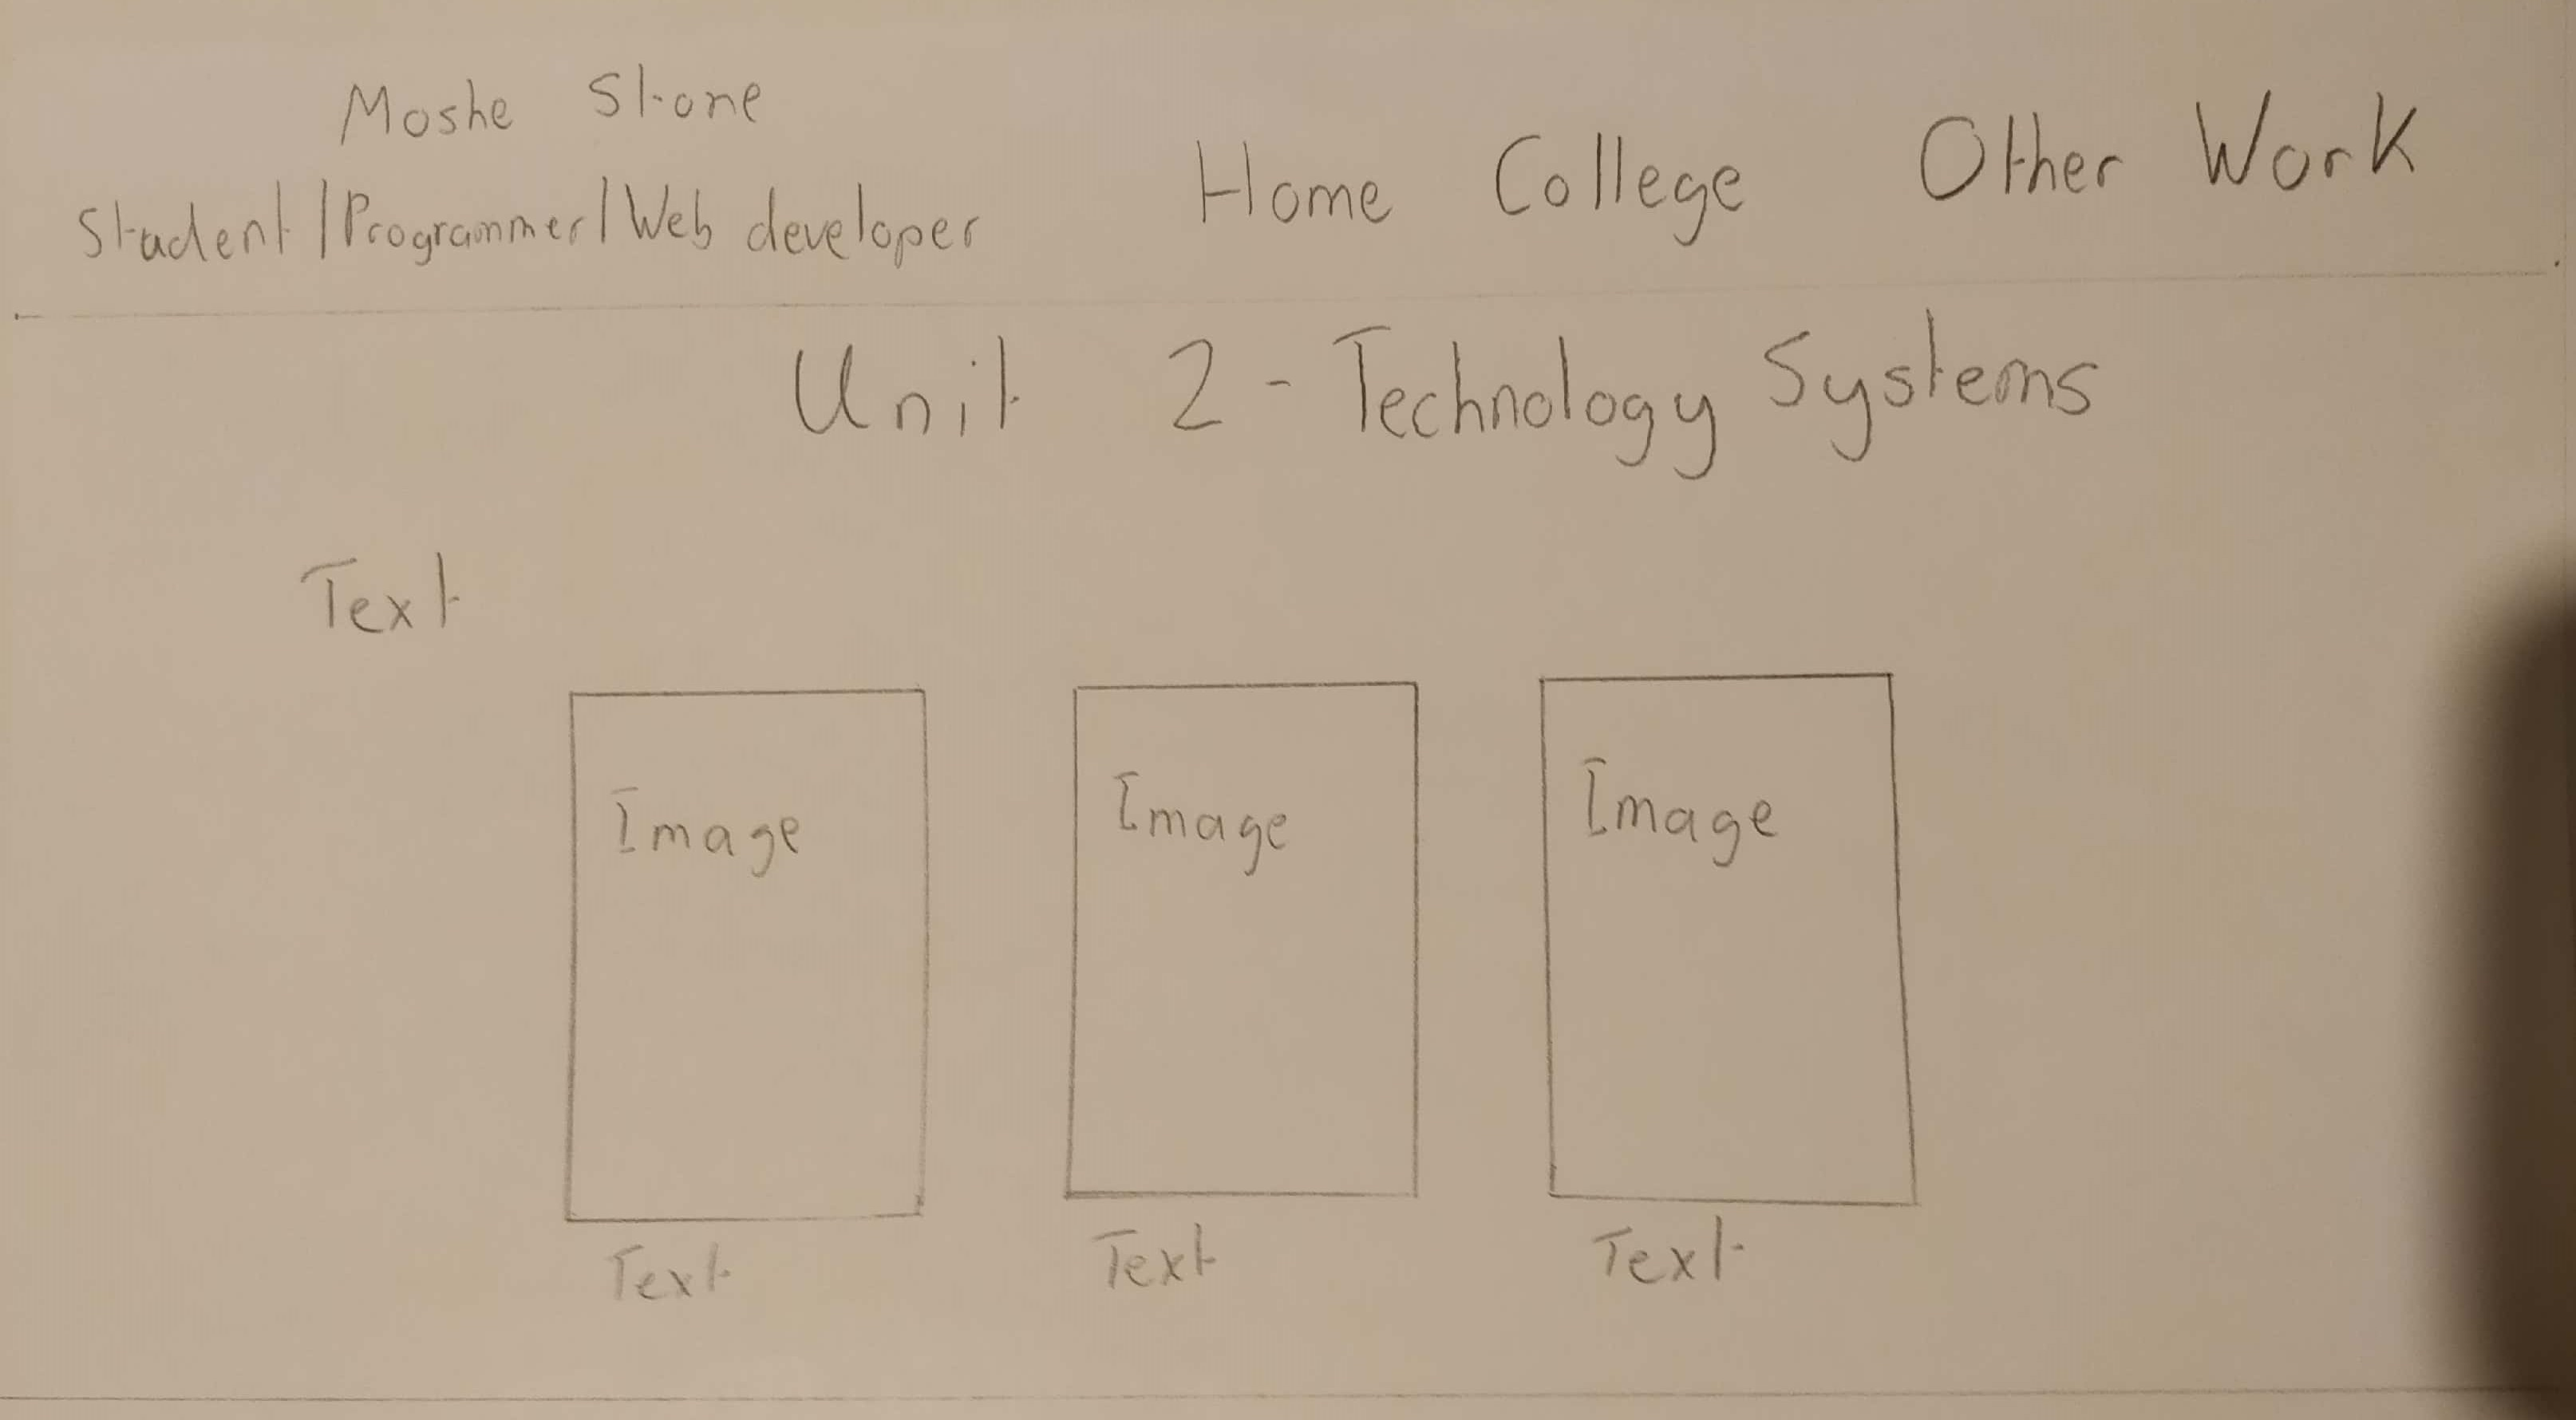 Moshe Stone
Student/Programmer/Web developer
Home College Other Work
Unit 2 - Technology Systems
Text
Image Image Image
Text Text Text